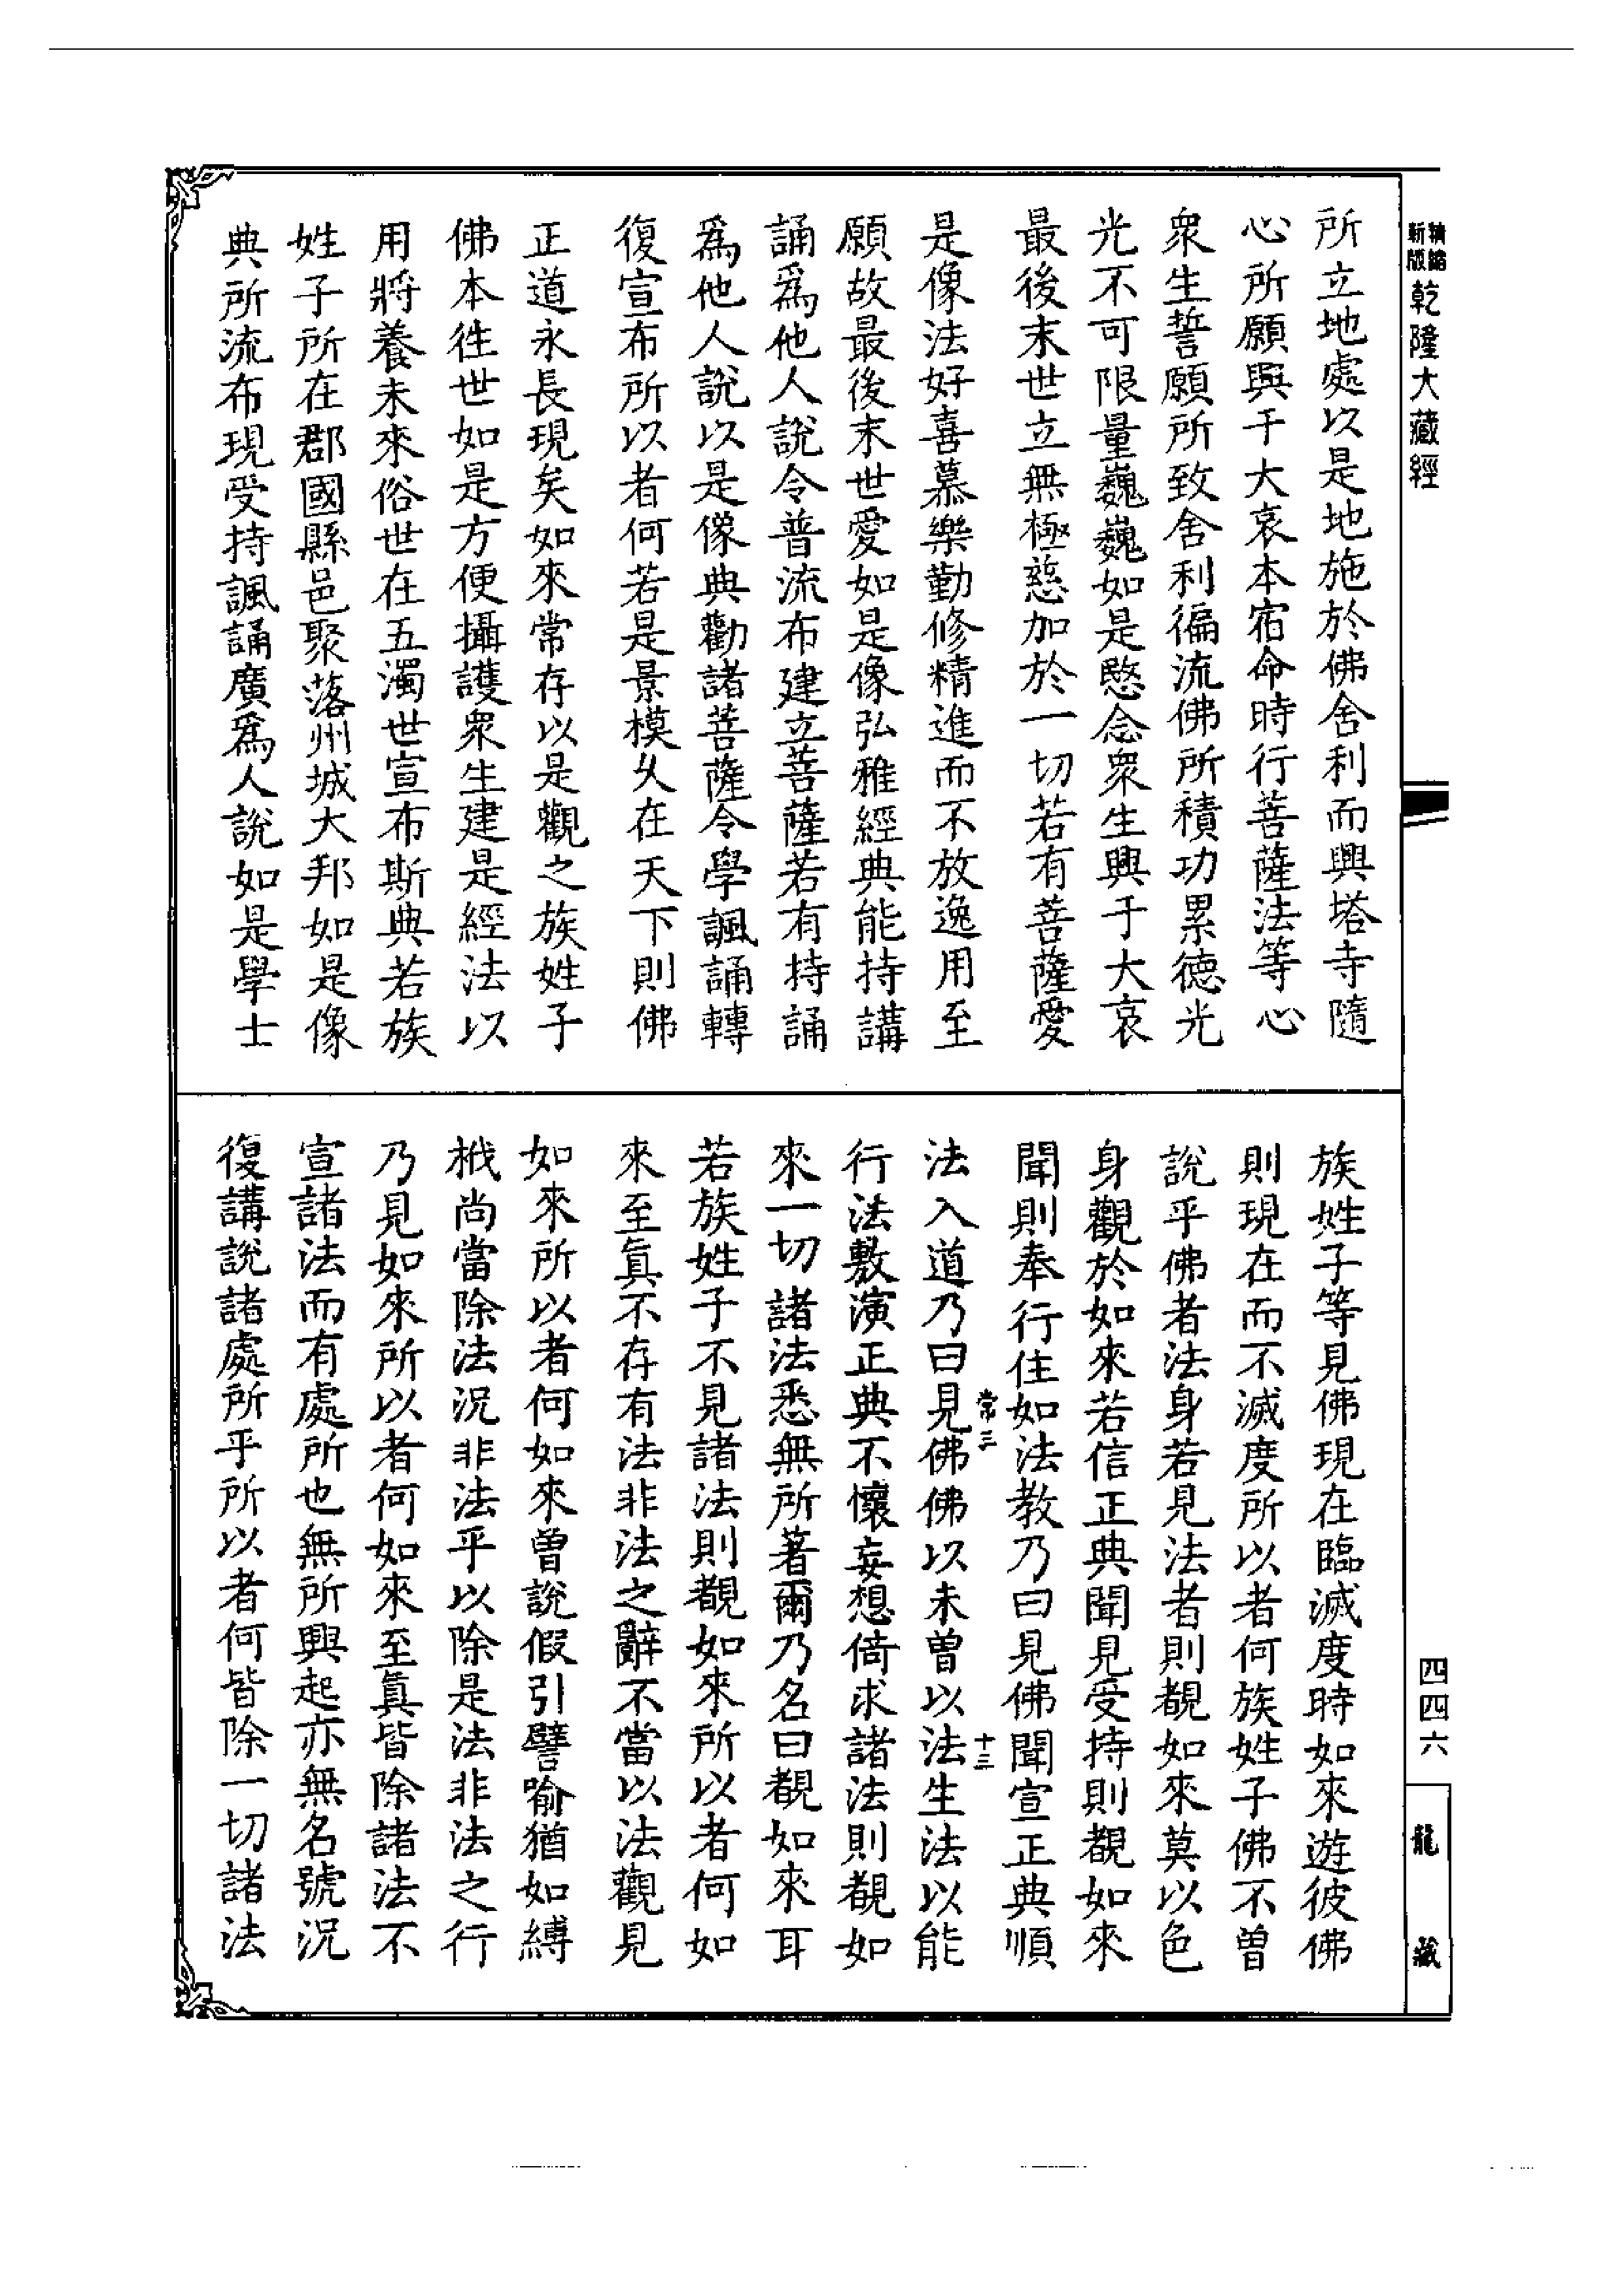 精縮新版乾隆大藏經
所立地處以是地施於佛舍利而興塔寺隨
心所願與于大哀本宿命時行菩薩法等心
衆生誓願所致舍利徧流佛所積功累德光
光不可限量巍巍如是愍念衆生興于大哀
最後末世立無極慈加於一切若有菩薩愛
是像法好喜慕樂勤修精進而不放逸用至
願故最後末世愛如是像弘雅經典能持講
誦爲他人說令普流布建立菩薩若有持誦
爲他人說以是像典勸諸菩薩令學諷誦轉
復宣布所以者何若是景模久在天下則佛
正道永長現矣如來常存以是觀之族姓子
佛本徃世如是方便攝護衆生建是經法以
用將養未來俗世在五濁世宣布斯典若族
姓子所在郡國縣邑聚落州城大邦如是像
典所流布現受持諷誦廣爲人說如是學士
族姓子等見佛現在臨滅度時如來遊彼佛
則現在而不滅度所以者何族姓子佛不曾
說乎佛者法身若見法者則覩如來莫以色
身觀於如來若信正典聞見受持則覩如來
聞則奉行住如法教乃曰見佛聞宣正典順
常三 十三
法入道乃曰見佛佛以未曾以法生法以能
行法敷演正典不懷妄想倚求諸法則覩如
來一切諸法悉無所著爾乃名曰覩如來耳
若族姓子不見諸法則覩如來所以者何如
來至眞不存有法非法之辭不當以法觀見
如來所以者何如來曾說假引譬喻猶如縛
栰尚當除法況非法乎以除是法非法之行
乃見如來所以者何如來至眞皆除諸法不
宣諸法而有處所也無所興起亦無名號況
復講說諸處所乎所以者何皆除一切諸法
四四六
龍藏